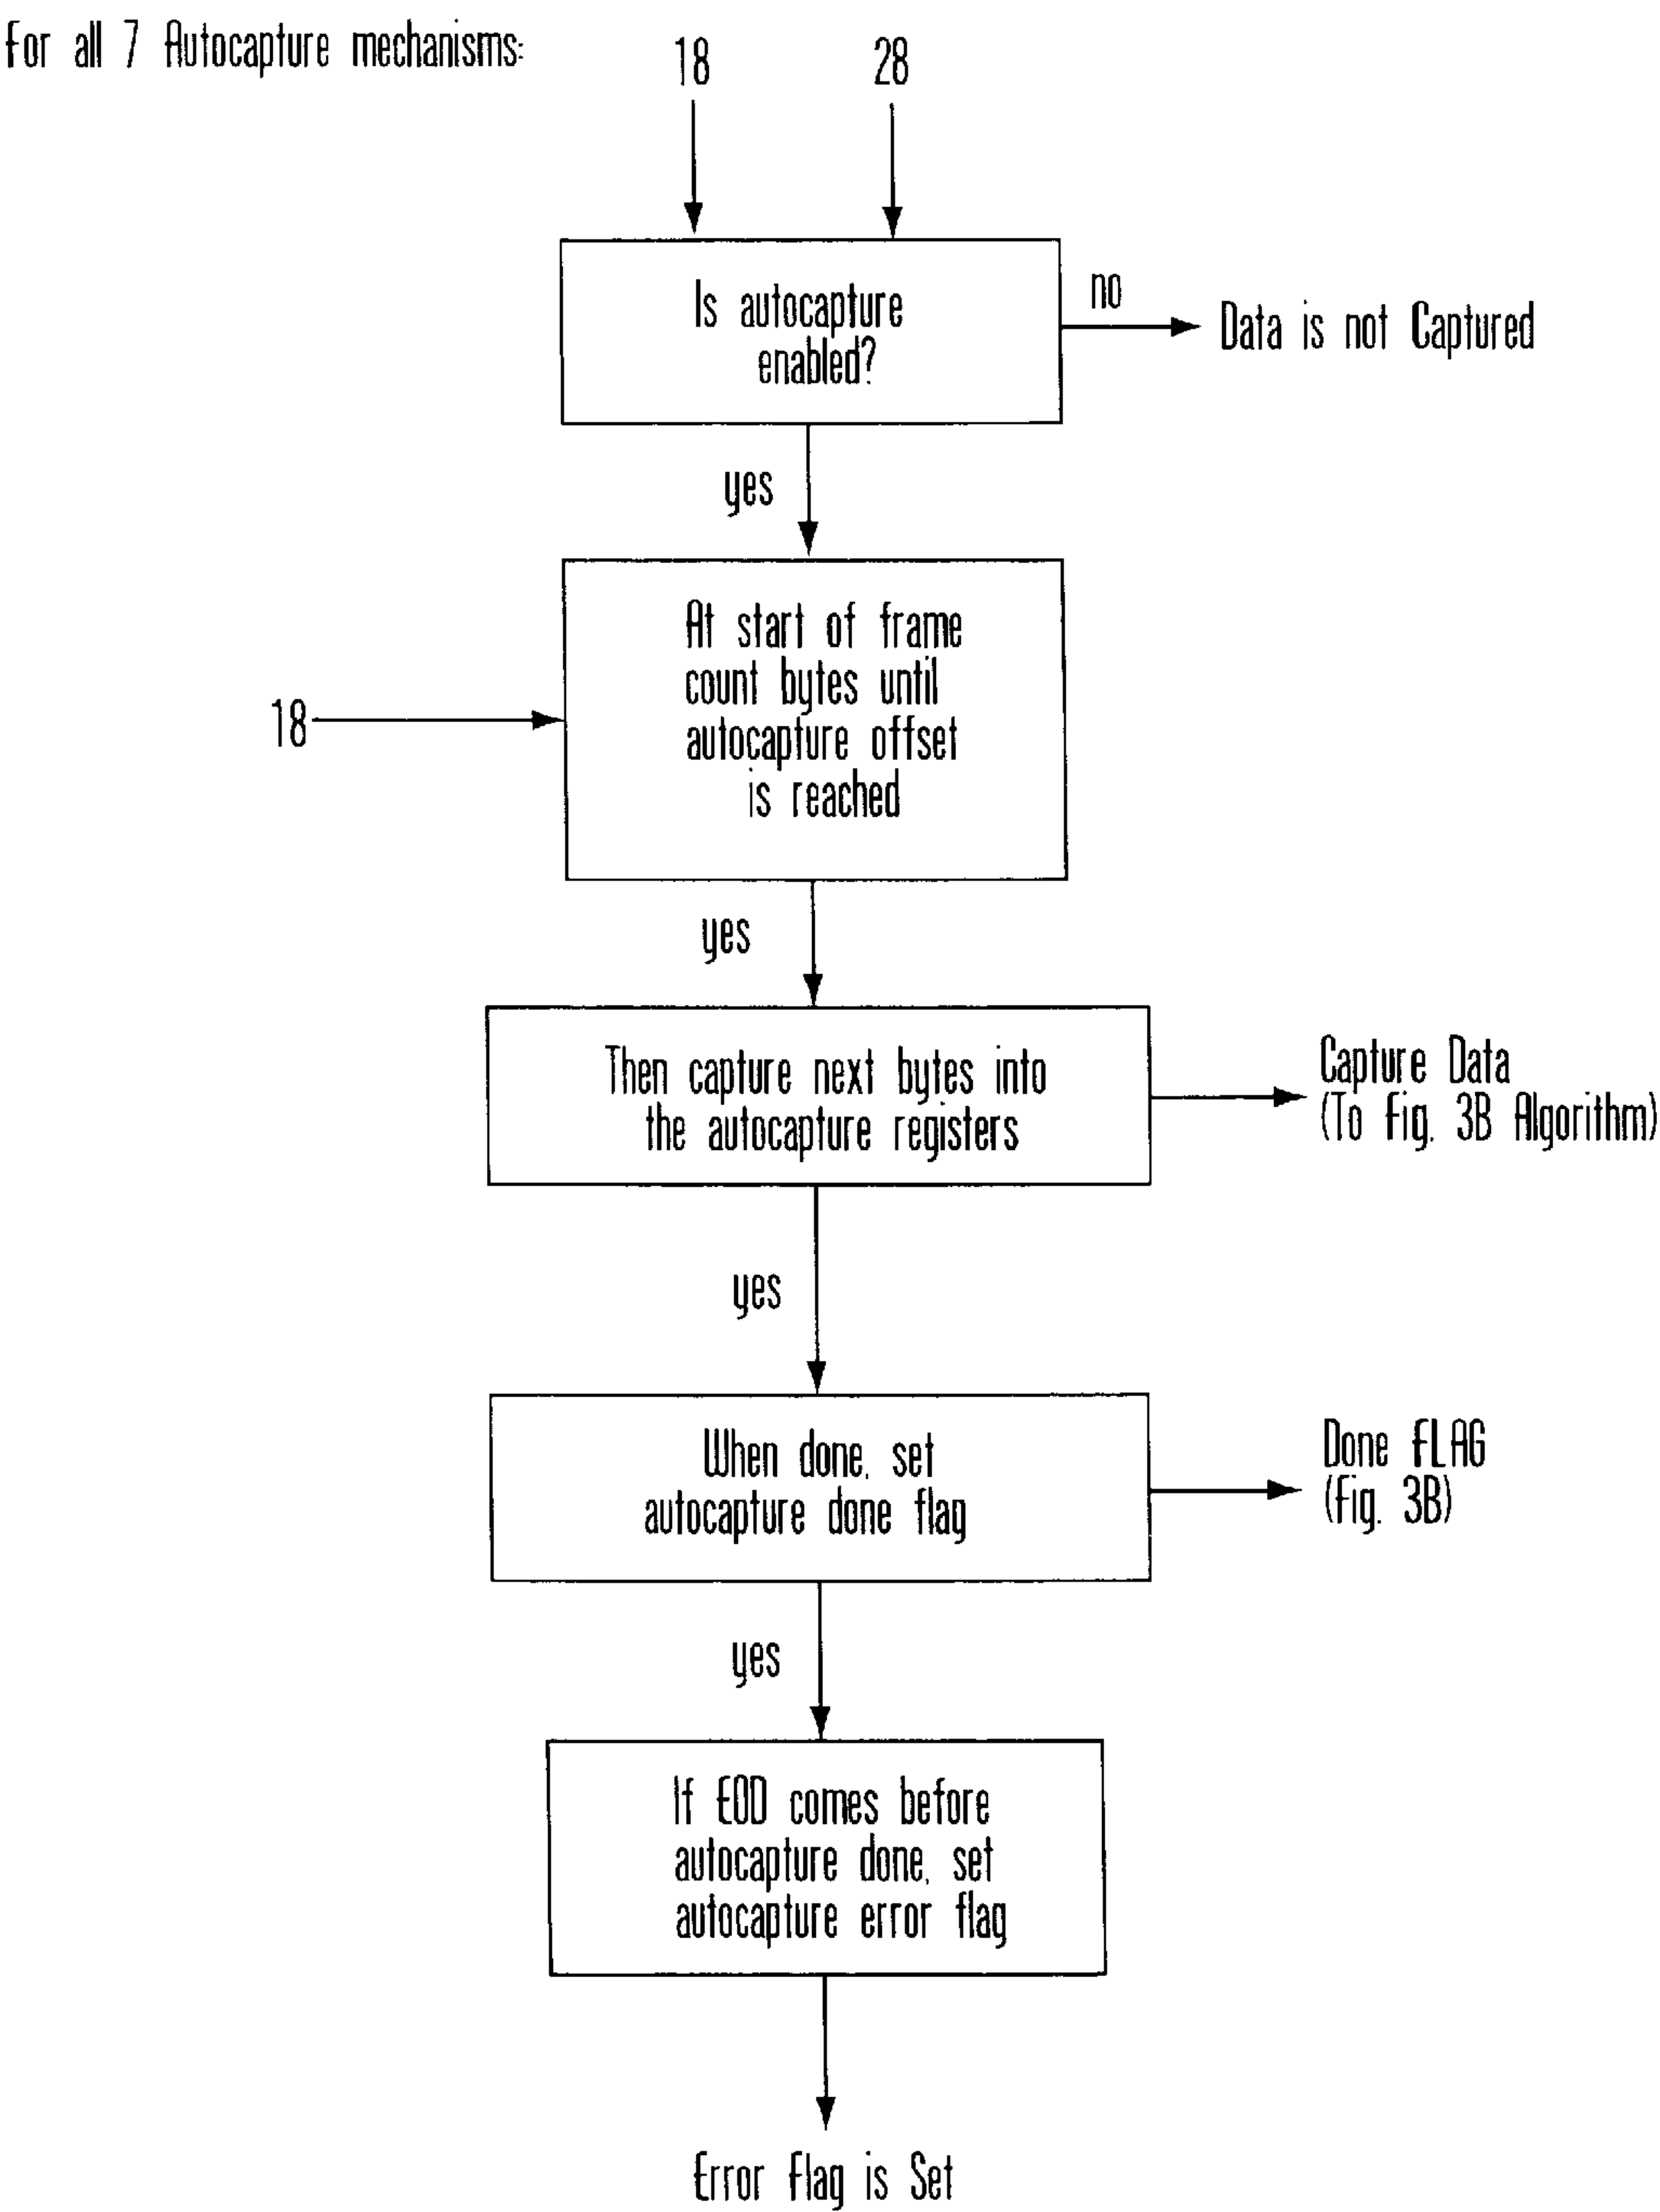 For all 7 Autocapture mechanisms:
18
28
Is autocapture
enabled?
no
Data is not Captured
yes
At start of frame
count bytes until
autocapture offset
is reached
18
yes
Then capture next bytes into
the autocapture registers
Capture Data
(To Fig. 3B Algorithm)
yes
When done, set
autocapture done flag
Done FLAG
(Fig. 3B)
yes
If EOD comes before
autocapture done, set
autocapture error flag
Error Flag is Set